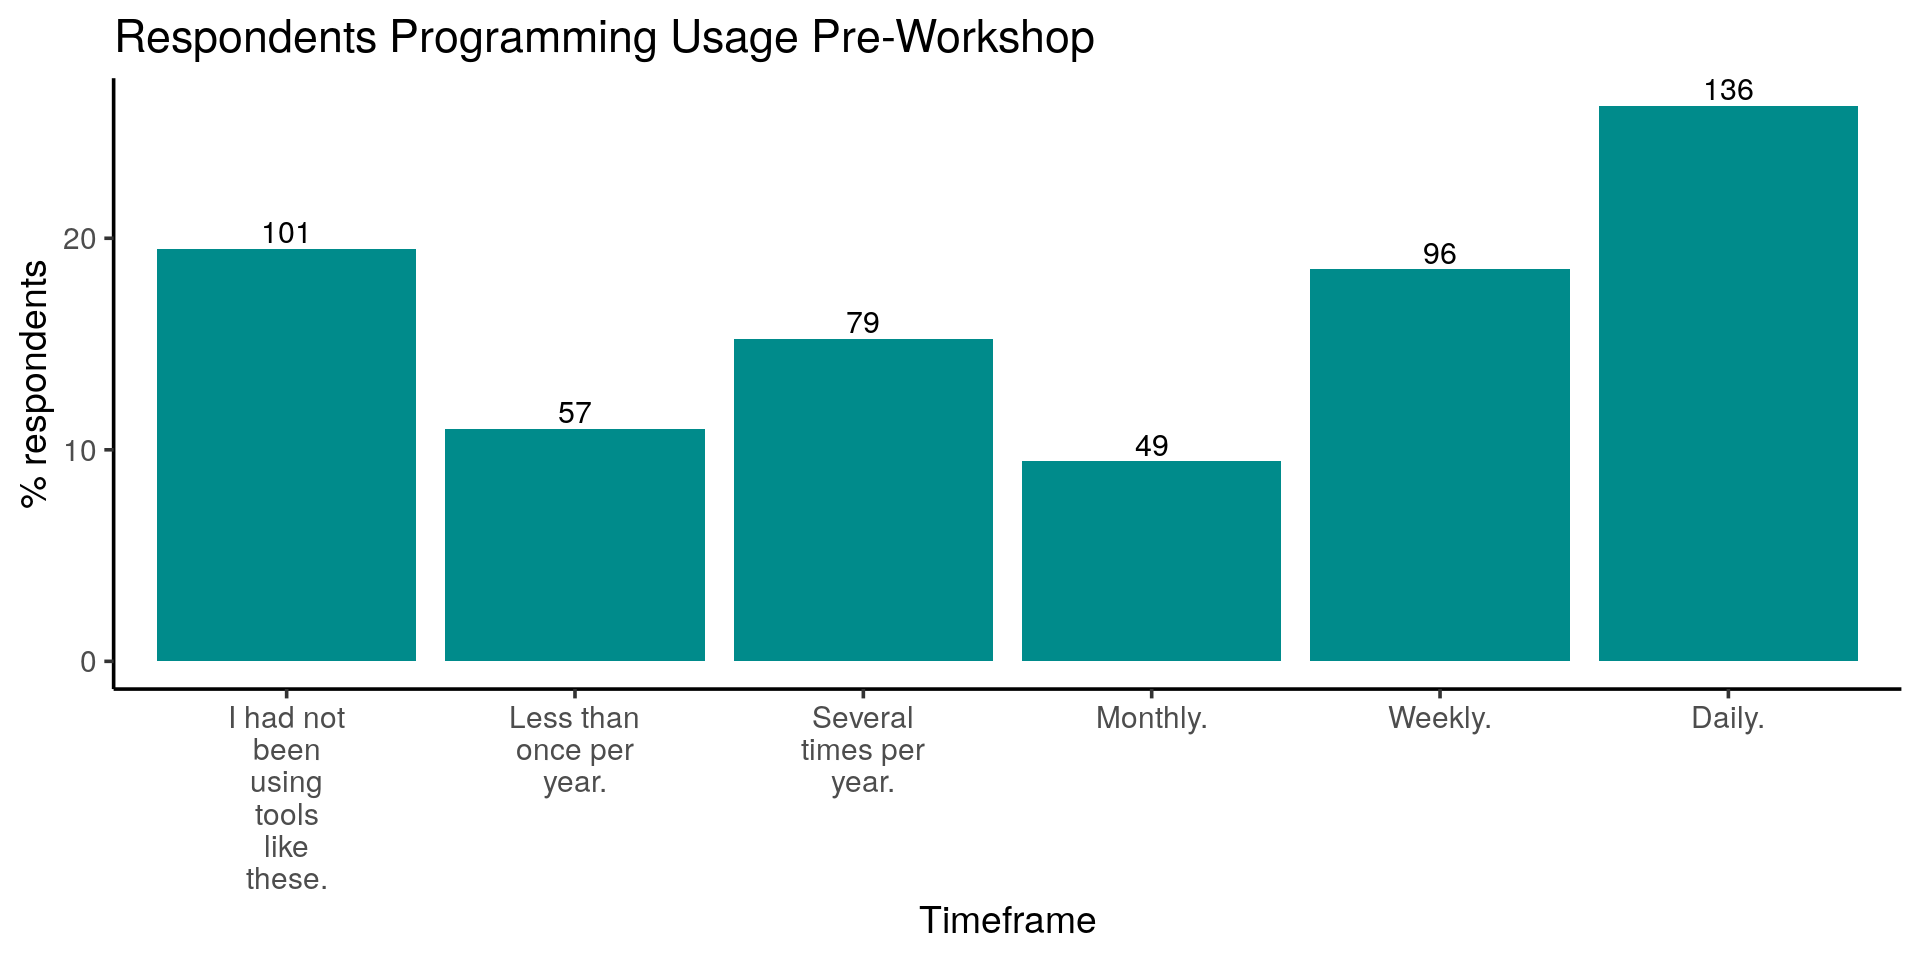 Respondents Programming Usage Pre-Workshop
% respondents
20
10
0
101
57
79
49
96
136
I had not
been
using
tools
like
these.
Less than
once per
year.
Several
times per
year.
Monthly.
Weekly.
Daily.
Timeframe